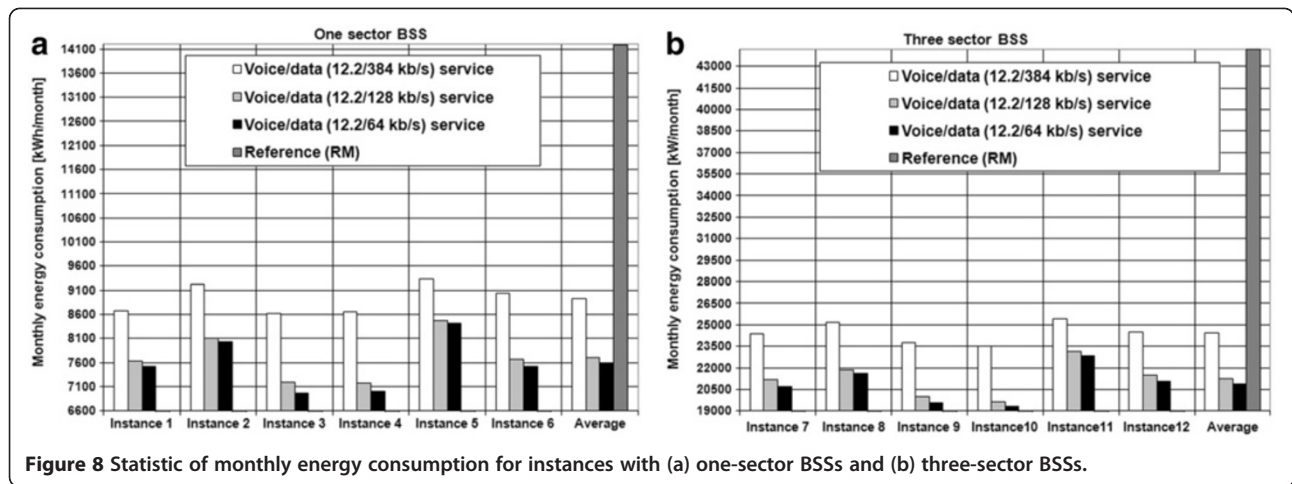 a
One sector BSS
Monthly energy consumption [kW/h/month]
14100
13600
13100
12600
12100
11600
11100
10600
10100
9600
9100
8600
8100
7600
7100
6600
Voice/data (12.2/384 kb/s) service
Voice/data (12.2/128 kb/s) service
Voice/data (12.2/64 kb/s) service
Reference (RM)
Instance 1
Instance 2
Instance 3
Instance 4
Instance 5
Instance 6
Average
b
Three sector BSS
Monthly energy consumption [kW/month]
43000
41500
40000
38500
37000
35500
34000
32500
31000
29500
28000
26500
25000
23500
22000
20500
19000
Voice/data (12.2/384 kb/s) service
Voice/data (12.2/128 kb/s) service
Voice/data (12.2/64 kb/s) service
Reference (RM)
Instance 7
Instance 8
Instance 9
Instance10
Instance11
Instance12
Average
Figure 8 Statistic of monthly energy consumption for instances with (a) one-sector BSSs and (b) three-sector BSSs.